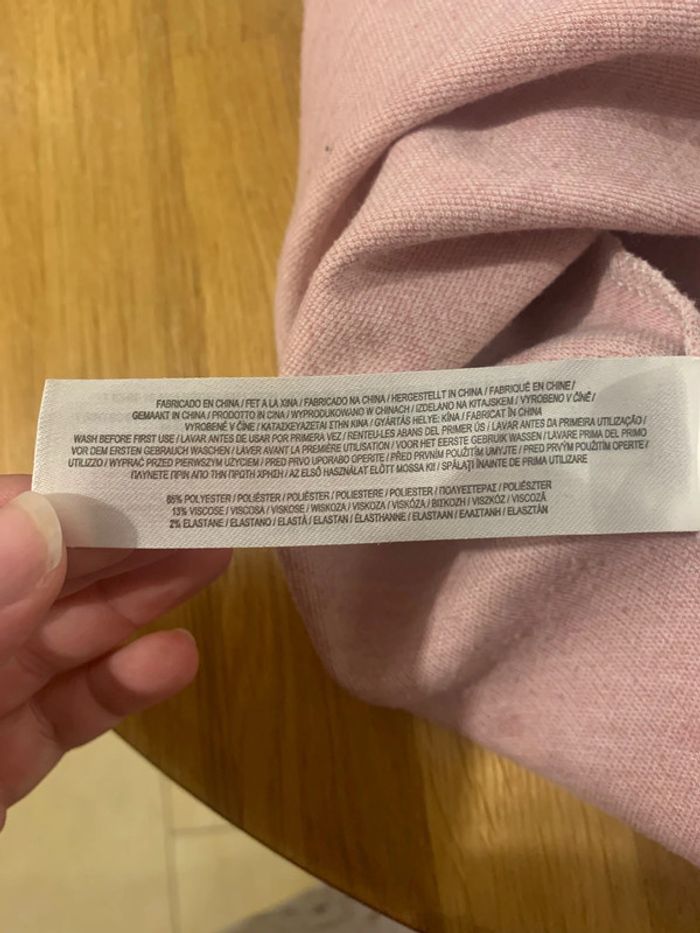 FABRICADO EN CHINA / FET A LA XINA / FABRICADO NA CHINA / HERGESTELLT IN CHINA / FABRIQUÉ EN CHINE /
GEMAAKT IN CHINA / PRODOTTO IN CINA / WYPRODUKOWANO W CHINACH / IZDELANO NA KITAJSKEM / VYROBENO V ČÍNĚ /
VYROBENÉ V ČÍNE / ΚΑΤΑΣΚΕΥΑΖΕΤΑΙ ΣΤΗΝ ΚΙΝΑ / GYÁRTÁS HELYE: KÍNA / FABRICAT ÎN CHINA
WASH BEFORE FIRST USE / LAVAR ANTES DE USAR POR PRIMERA VEZ / RENTEU-LES ABANS DEL PRIMER ÚS / LAVAR ANTES DA PRIMEIRA UTILIZAÇÃO /
VOR DEM ERSTEN GEBRAUCH WASCHEN / LAVER AVANT LA PREMIÈRE UTILISATION / VOOR HET EERSTE GEBRUIK WASSEN / LAVARE PRIMA DEL PRIMO
UTILIZZO / WYPRAĆ PRZED PIERWSZYM UŻYCIEM / PRED PRVO UPORABO OPERITE / PŘED PRVNÍM POUŽITÍM UMYJTE / PRED PRVÝM POUŽITÍM OPERTE /
ΠΛΥΝΕΤΕ ΠΡΙΝ ΑΠΟ ΤΗΝ ΠΡΩΤΗ ΧΡΗΣΗ / AZ ELSŐ HASZNÁLAT ELŐTT MOSSA KI! / SPĂLAȚI ÎNAINTE DE PRIMA UTILIZARE
85% POLYESTER / POLIÉSTER / POLIÈSTER / POLIESTERE / POLIESTER / ΠΟΛΥΕΣΤΕΡΑΣ / POLIÉSZTER
13% VISCOSE / VISCOSA / VISKOSE / WISKOZA / VISKOZA / VISKÓZA / ΒΙΣΚΟΖΗ / VISZKÓZ / VISCOZĂ
2% ELASTANE / ELASTANO / ELASTÀ / ELASTAN / ÉLASTHANNE / ELASTAAN / ΕΛΑΣΤΑΝΗ / ELASZTÁN